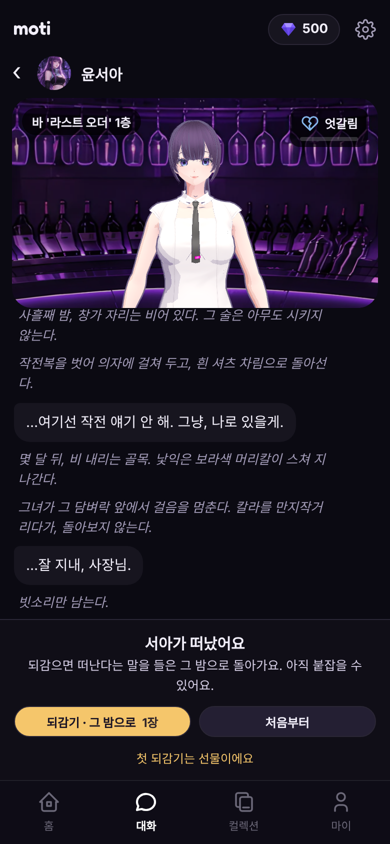 moti
500
윤서아
바 '라스트 오더' 1층
엇갈림
사흘째 밤, 창가 자리는 비어 있다. 그 술은 아무도 시키지
않는다.
작전복을 벗어 의자에 걸쳐 두고, 흰 셔츠 차림으로 돌아선
다.
...여기선 작전 얘기 안 해. 그냥, 나로 있을게.
몇 달 뒤, 비 내리는 골목. 낯익은 보라색 머리칼이 스쳐 지
나간다.
그녀가 그 담벼락 앞에서 걸음을 멈춘다. 칼라를 만지작거
리다가, 돌아보지 않는다.
...잘 지내, 사장님.
빗소리만 남는다.
서아가 떠났어요
되감으면 떠난다는 말을 들은 그 밤으로 돌아가요. 아직 붙잡을 수
있어요.
되감기 · 그 밤으로 1장
처음부터
첫 되감기는 선물이에요
홈
대화
컬렉션
마이